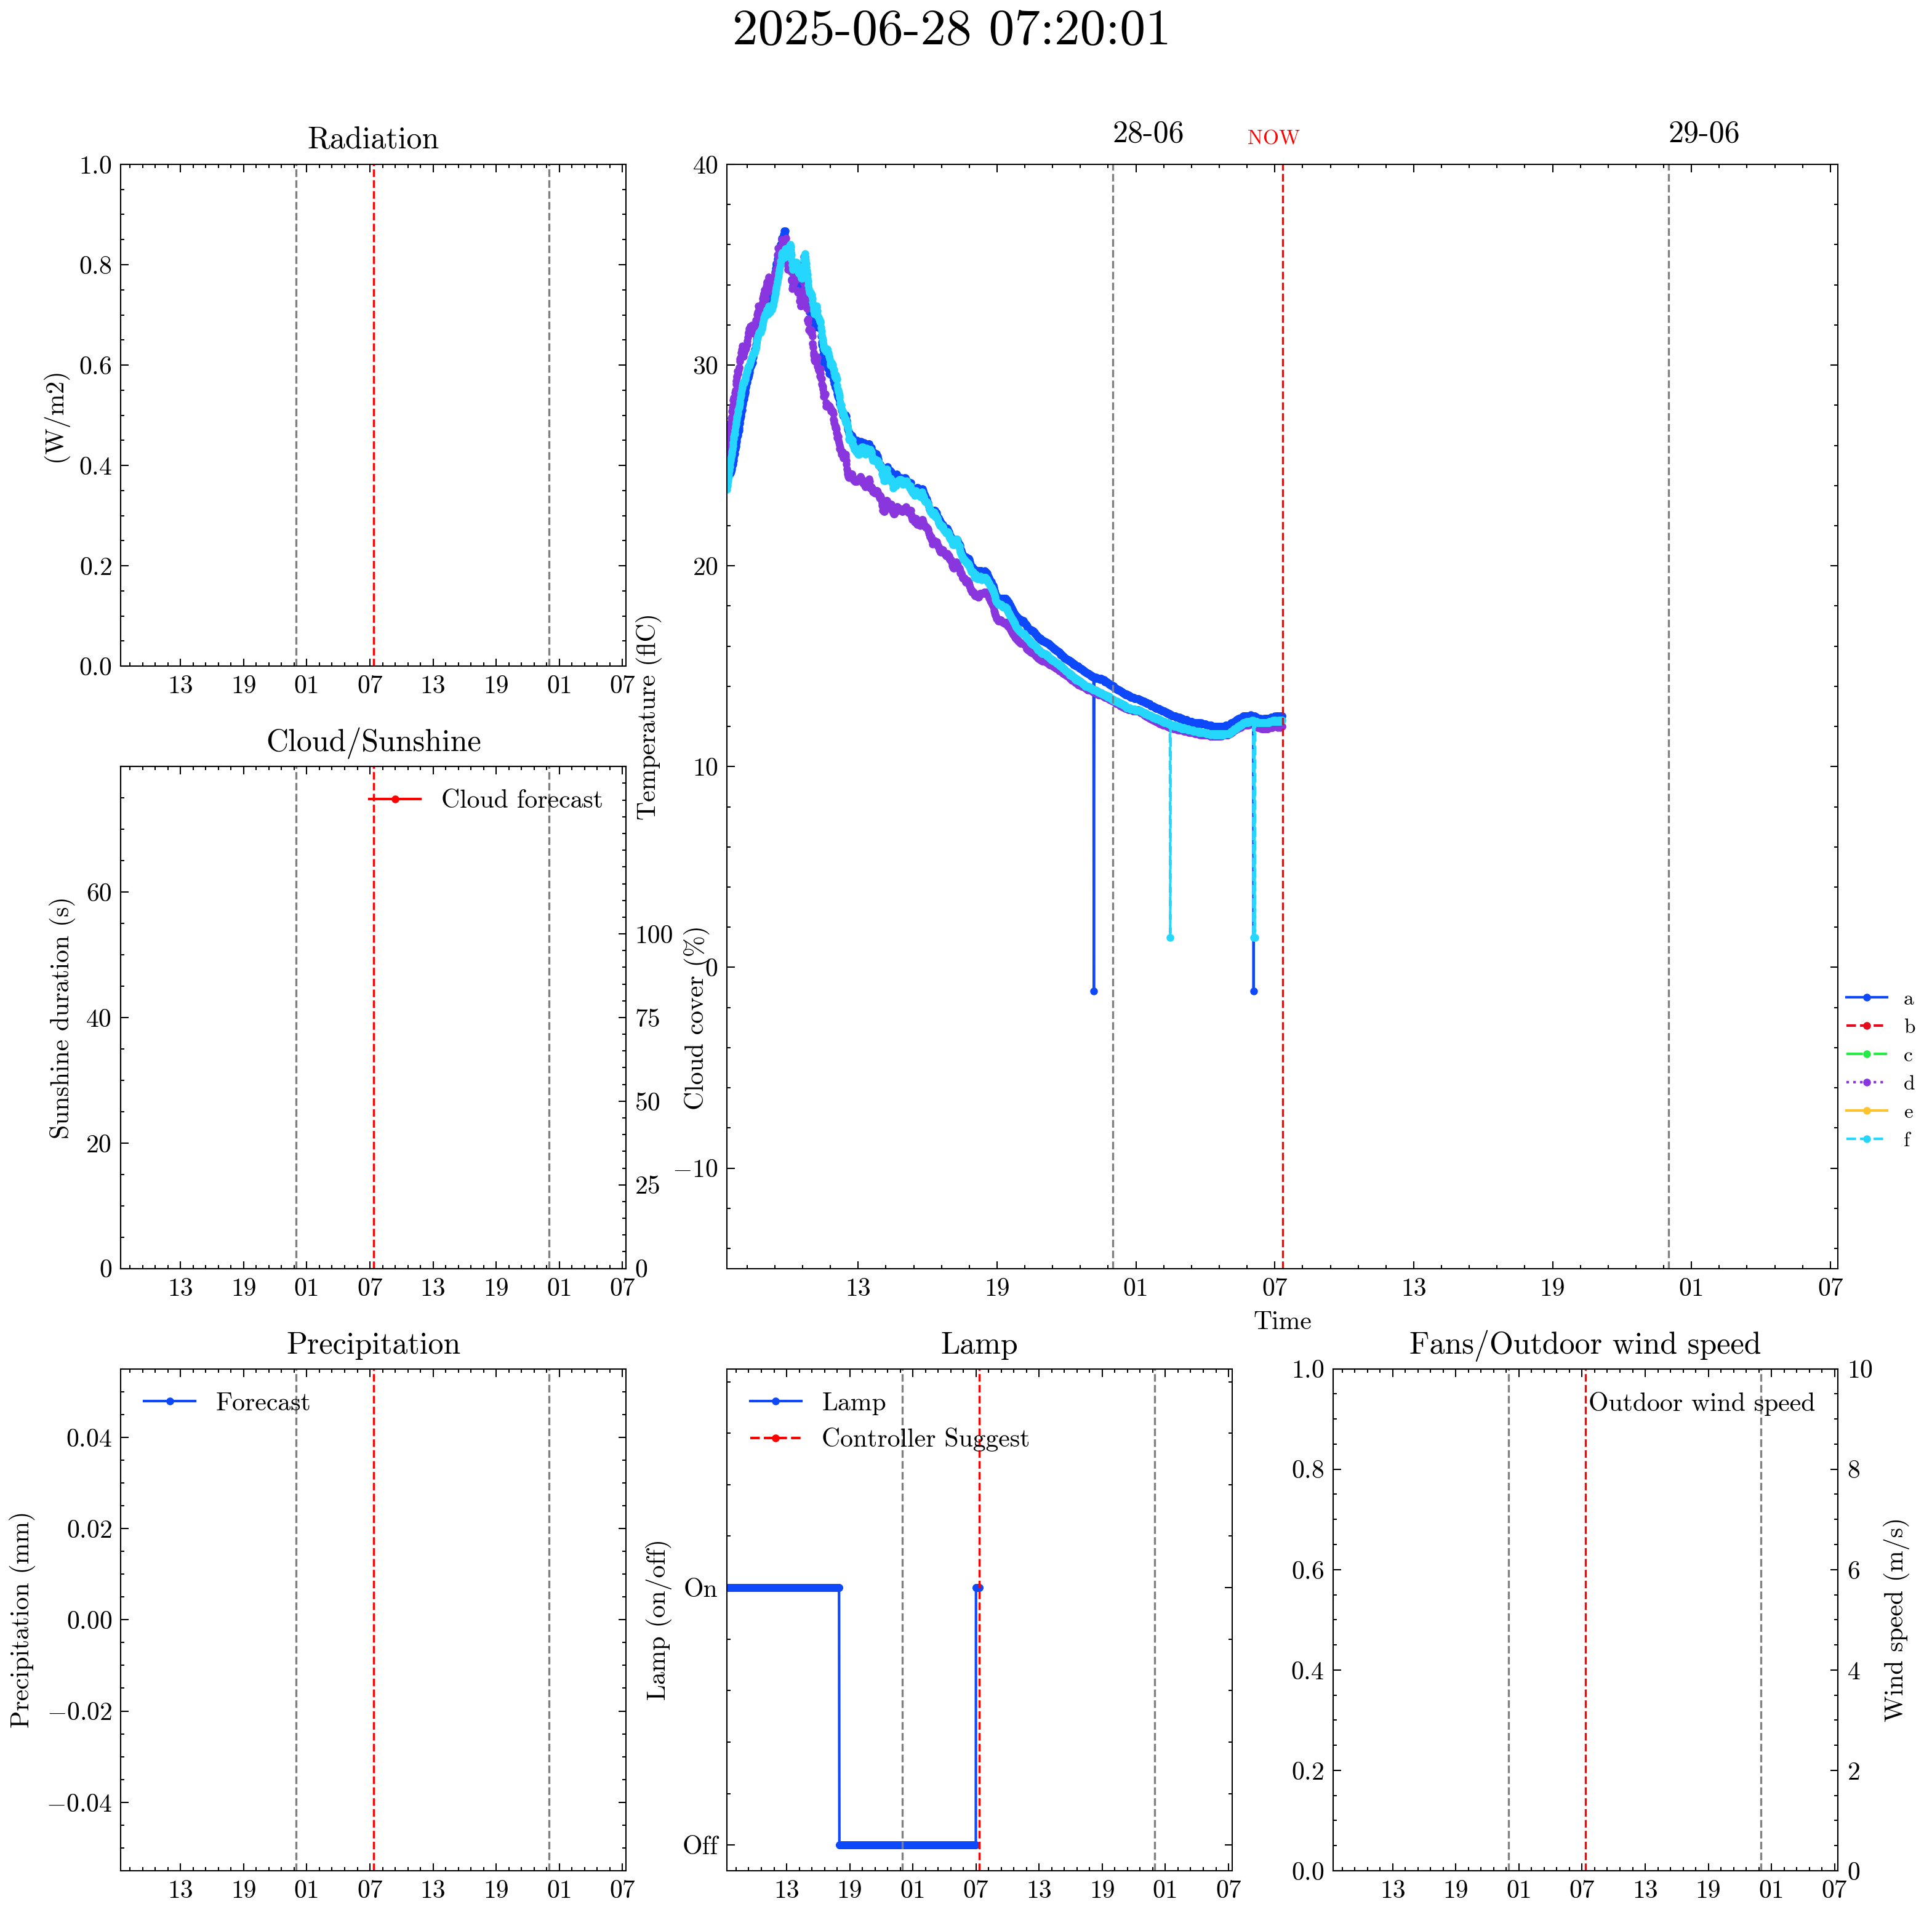 2025-06-28 07:20:01
Radiation
28-06
NOW
29-06
(W/m2)
1.0
0.8
0.6
0.4
0.2
0.0
13 19 01 07 13 19 01 07
Cloud/Sunshine
Cloud forecast
Sunshine duration (s)
60
40
20
0
100
75
50
25
0
Cloud cover (%)
13 19 01 07 13 19 01 07
Temperature (flC)
40
30
20
10
0
−10
13 19 01 07 13 19 01 07
Time
a
b
c
d
e
f
Precipitation
Forecast
Precipitation (mm)
0.04
0.02
0.00
−0.02
−0.04
13 19 01 07 13 19 01 07
Lamp
Lamp
Controller Suggest
Lamp (on/off)
On
Off
13 19 01 07 13 19 01 07
Fans/Outdoor wind speed
Outdoor wind speed
1.0
0.8
0.6
0.4
0.2
0.0
10
8
6
4
2
0
Wind speed (m/s)
13 19 01 07 13 19 01 07